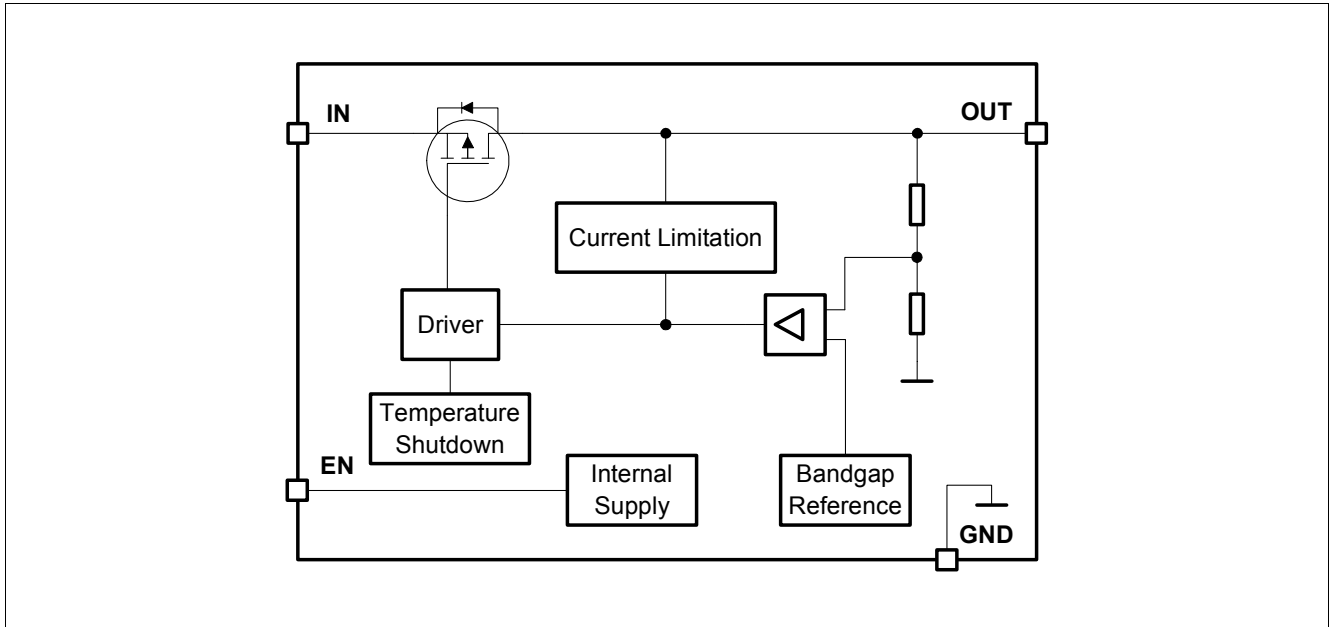 IN
OUT
Current Limitation
Driver
Temperature
Shutdown
EN
Internal
Supply
Bandgap
Reference
GND